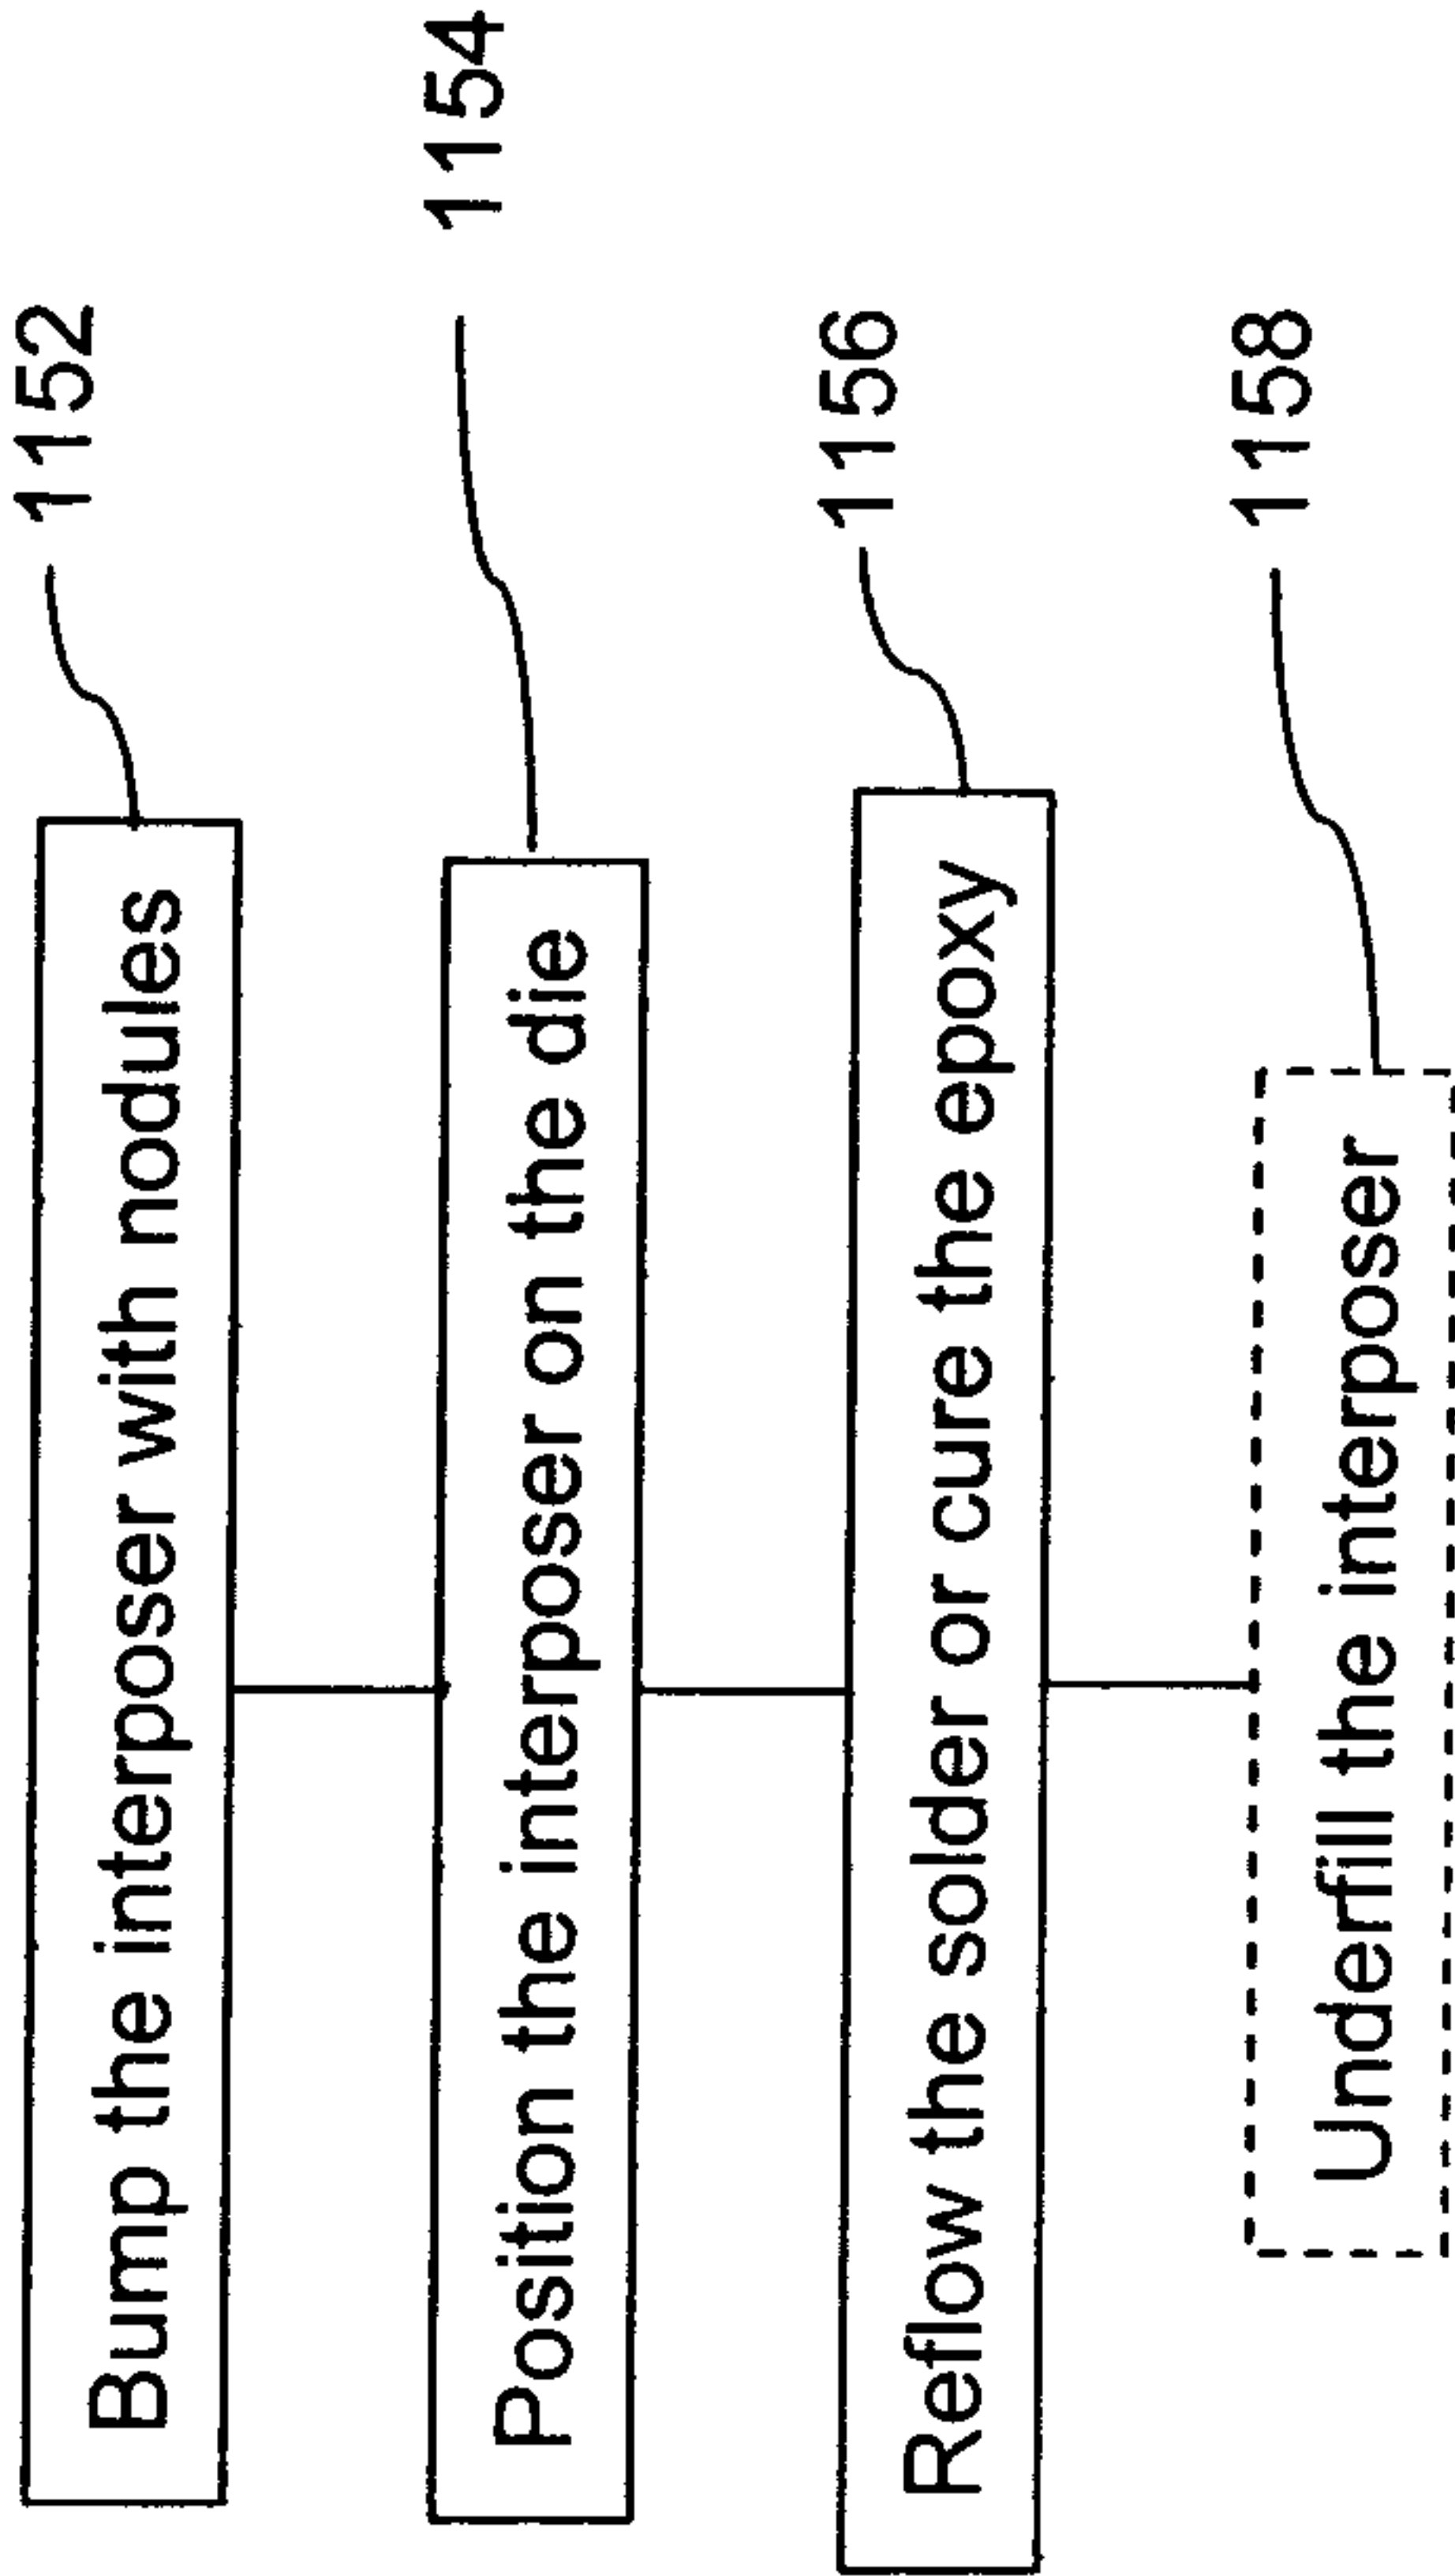 Bump the interposer with nodules
1152
Position the interposer on the die
1154
Reflow the solder or cure the epoxy
1156
Underfill the interposer
1158